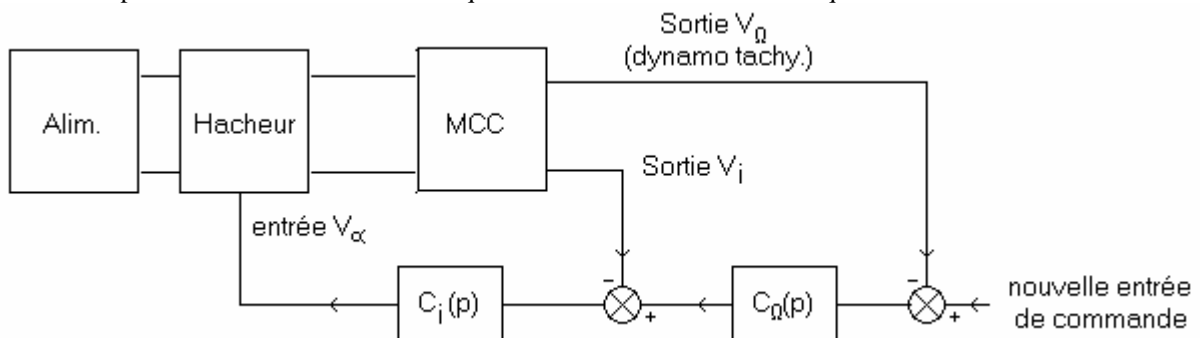 Sortie V_Ω
(dynamo tachy.)
Alim.
Hacheur
MCC
Sortie V_i
entrée V_α
C_i(p)
C_Ω(p)
nouvelle entrée
de commande
-
+
-
+